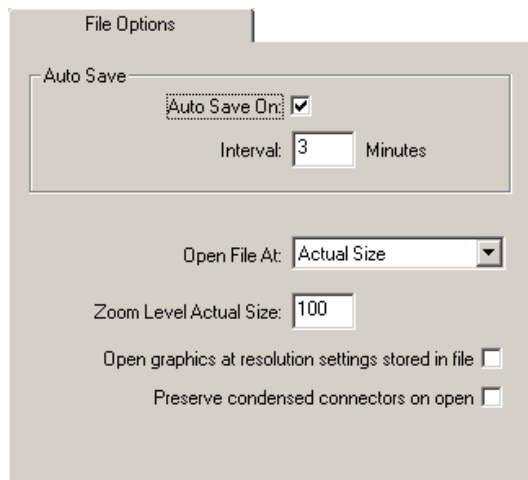 File Options
Auto Save
Auto Save On:
Interval: 3 Minutes
Open File At: Actual Size
Zoom Level Actual Size: 100
Open graphics at resolution settings stored in file
Preserve condensed connectors on open